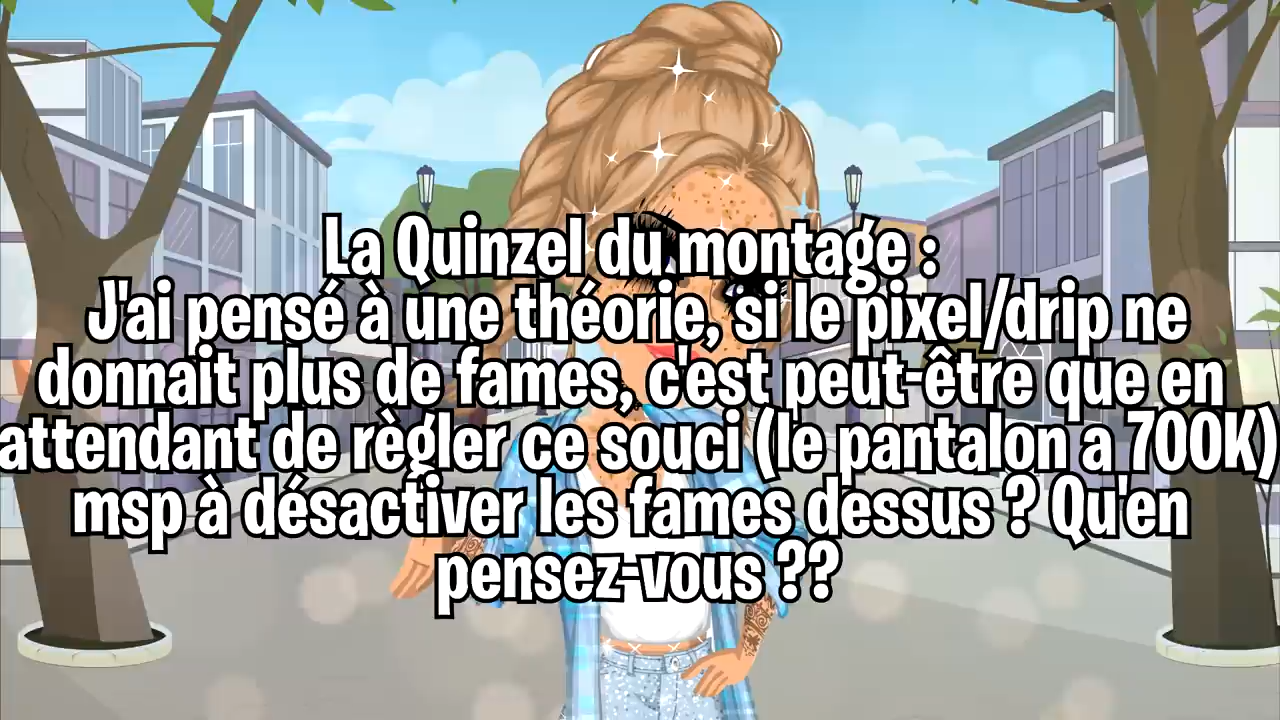 La Quinzel du montage :
J'ai pensé à une théorie, si le pixel/drip ne
donnait plus de fames, c'est peut-être que en
attendant de règler ce souci (le pantalon a 700K)
msp à désactiver les fames dessus ? Qu'en
pensez-vous ??